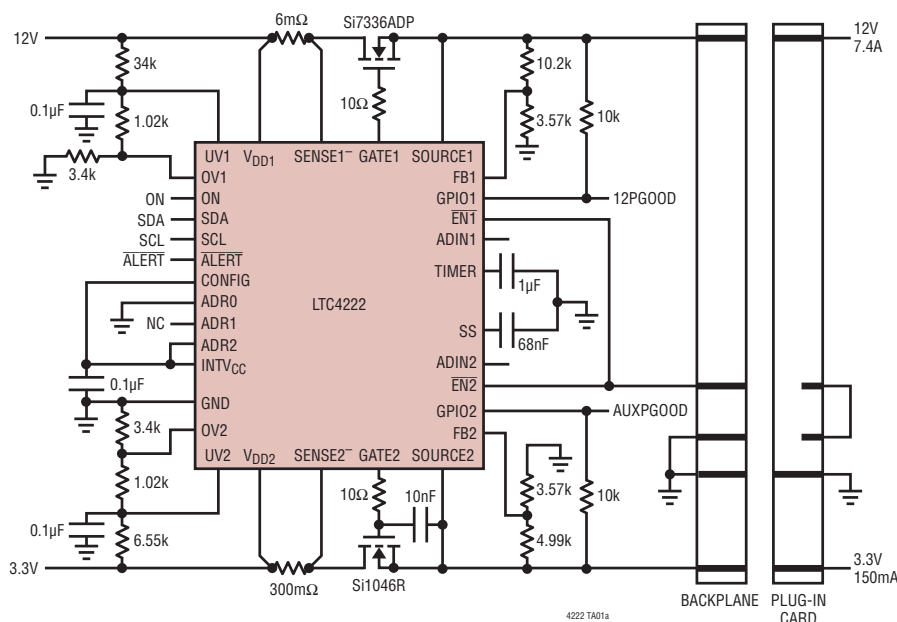 6mΩ
Si7336ADP
12V
34k
0.1µF
1.02k
3.4k
10Ω
10.2k
3.57k
10k
12V
7.4A
UV1
VDD1
SENSE1−
GATE1
SOURCE1
OV1
ON
ON
SDA
SDA
SCL
SCL
ALERT
ALERT
CONFIG
ADR0
NC
ADR1
ADR2
INTVCC
GND
OV2
UV2
VDD2
SENSE2−
GATE2
SOURCE2
LTC4222
FB1
GPIO1
12PGOOD
EN1
ADIN1
TIMER
1µF
SS
68nF
ADIN2
EN2
GPIO2
AUXPGOOD
FB2
0.1µF
3.4k
1.02k
0.1µF
6.55k
3.3V
10Ω
10nF
3.57k
10k
4.99k
300mΩ
Si1046R
3.3V
150mA
BACKPLANE
PLUG-IN
CARD
4222 TA01a